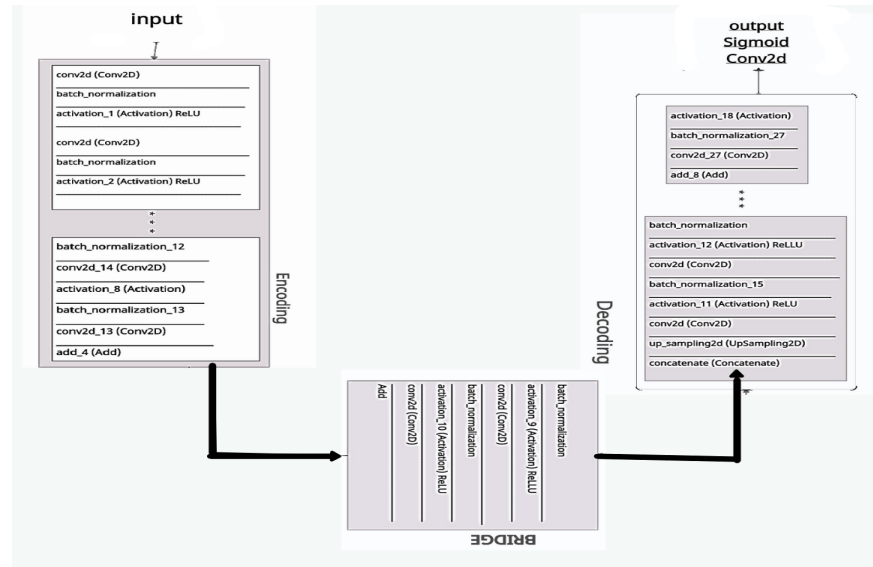 input
conv2d (Conv2D)
batch_normalization
activation_1 (Activation) ReLU
conv2d (Conv2D)
batch_normalization
activation_2 (Activation) ReLU
batch_normalization_12
conv2d_14 (Conv2D)
activation_8 (Activation)
batch_normalization_13
conv2d_13 (Conv2D)
add_4 (Add)
Encoding
batch_normalization
activation_9 (Activation) ReLLU
conv2d (Conv2D)
batch_normalization
activation_10 (Activation) ReLU
conv2d (Conv2D)
Add
BRIDGE
Decoding
output
Sigmoid
Conv2d
activation_18 (Activation)
batch_normalization_27
conv2d_27 (Conv2D)
add_8 (Add)
batch_normalization
activation_12 (Activation) ReLLU
conv2d (Conv2D)
batch_normalization_15
activation_11 (Activation) ReLU
conv2d (Conv2D)
up_sampling2d (UpSampling2D)
concatenate (Concatenate)